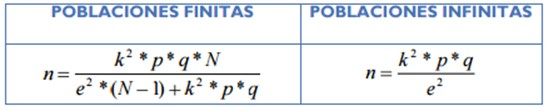 POBLACIONES FINITAS POBLACIONES INFINITAS
n = k² * p * q * N / e² * (N – 1) + k² * p * q
n = k² * p * q / e²